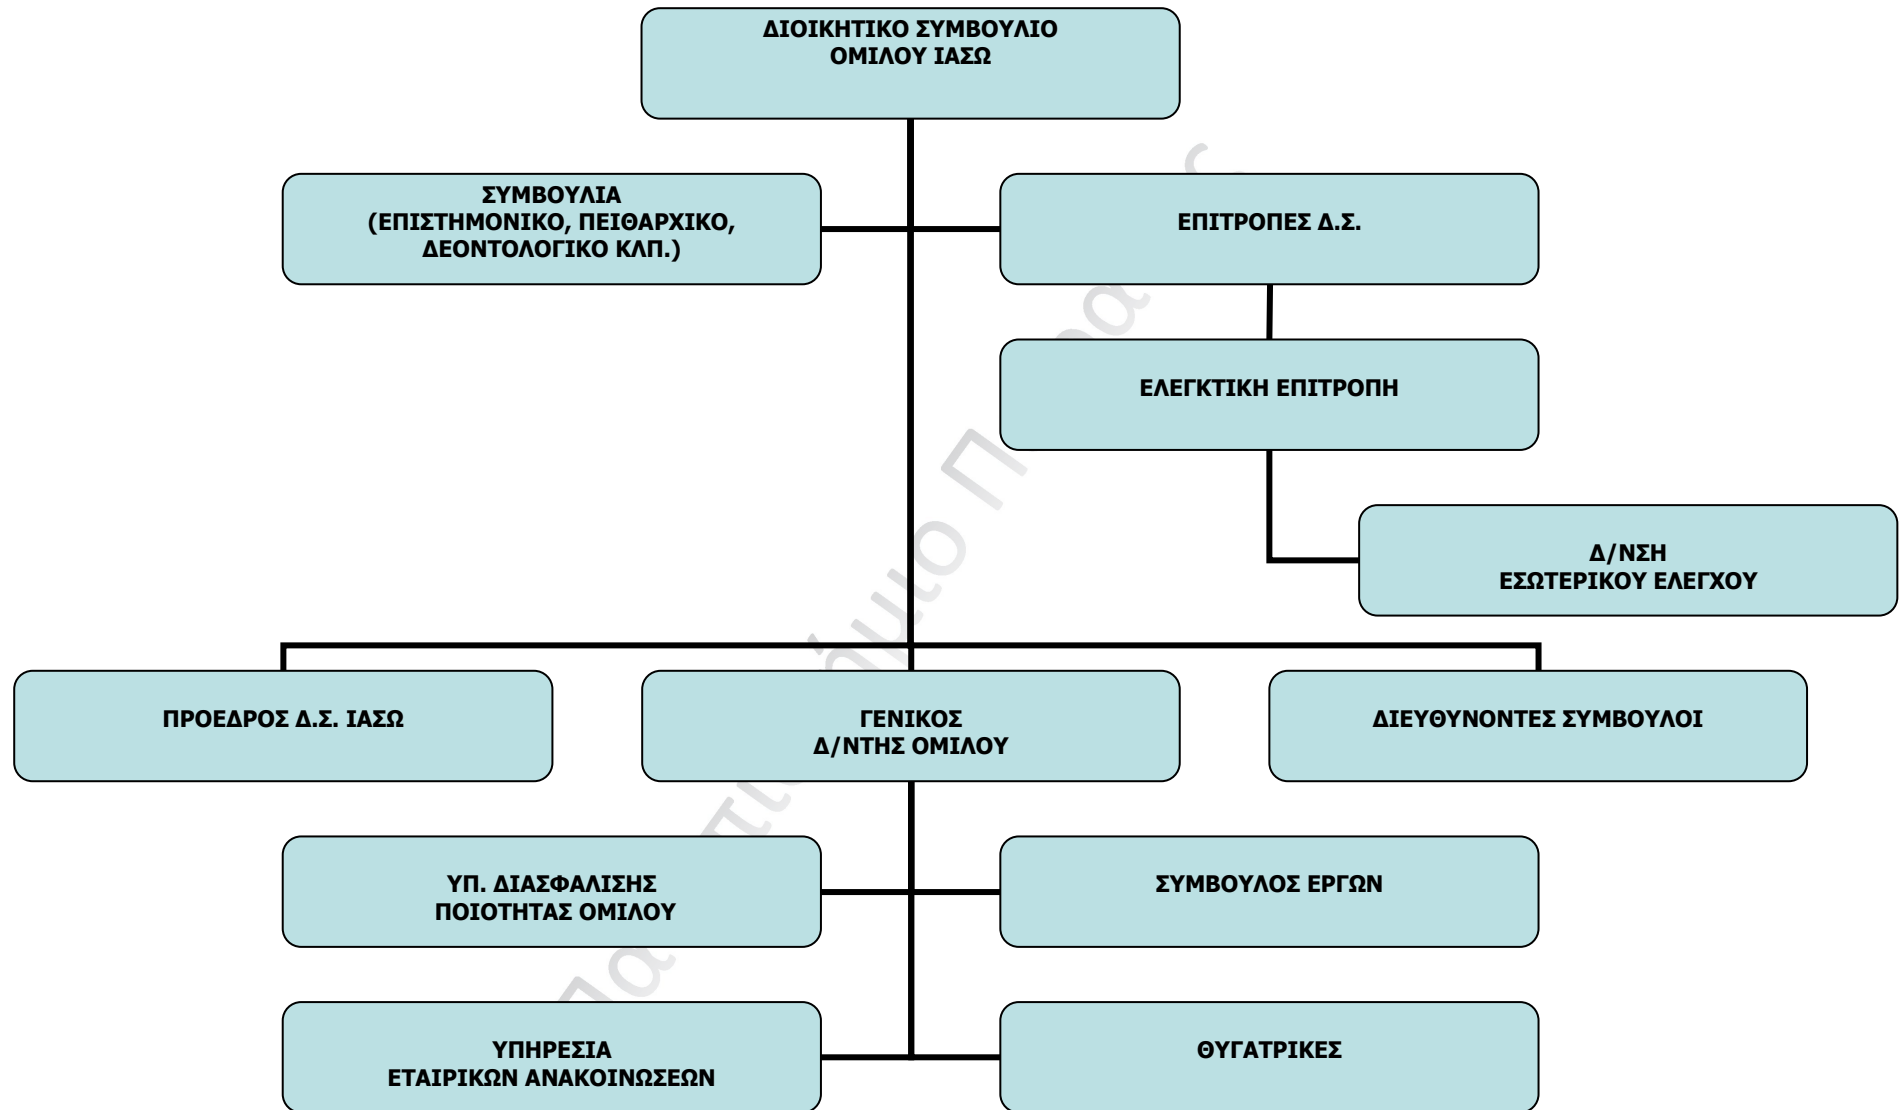 ΔΙΟΙΚΗΤΙΚΟ ΣΥΜΒΟΥΛΙΟ
ΟΜΙΛΟΥ ΙΑΣΩ
ΣΥΜΒΟΥΛΙΑ
(ΕΠΙΣΤΗΜΟΝΙΚΟ, ΠΕΙΘΑΡΧΙΚΟ,
ΔΕΟΝΤΟΛΟΓΙΚΟ ΚΛΠ.)
ΕΠΙΤΡΟΠΕΣ Δ.Σ.
ΕΛΕΓΚΤΙΚΗ ΕΠΙΤΡΟΠΗ
Δ/ΝΣΗ
ΕΣΩΤΕΡΙΚΟΥ ΕΛΕΓΧΟΥ
ΠΡΟΕΔΡΟΣ Δ.Σ. ΙΑΣΩ
ΓΕΝΙΚΟΣ
Δ/ΝΤΗΣ ΟΜΙΛΟΥ
ΔΙΕΥΘΥΝΟΝΤΕΣ ΣΥΜΒΟΥΛΟΙ
ΥΠ. ΔΙΑΣΦΑΛΙΣΗΣ
ΠΟΙΟΤΗΤΑΣ ΟΜΙΛΟΥ
ΣΥΜΒΟΥΛΟΣ ΕΡΓΩΝ
ΥΠΗΡΕΣΙΑ
ΕΤΑΙΡΙΚΩΝ ΑΝΑΚΟΙΝΩΣΕΩΝ
ΘΥΓΑΤΡΙΚΕΣ